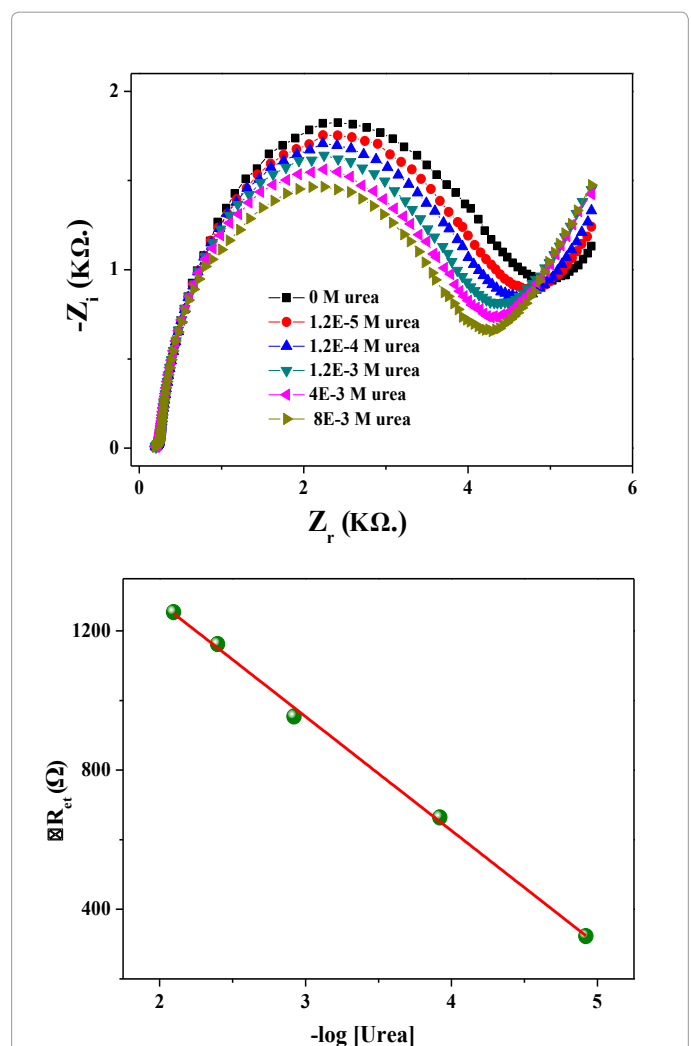 2
1
0
-Z_i (KΩ.)
0 M urea
1.2E-5 M urea
1.2E-4 M urea
1.2E-3 M urea
4E-3 M urea
8E-3 M urea
0 2 4 6
Z_r (KΩ.)
1200
800
400
R_et (Ω)
2 3 4 5
-log [Urea]